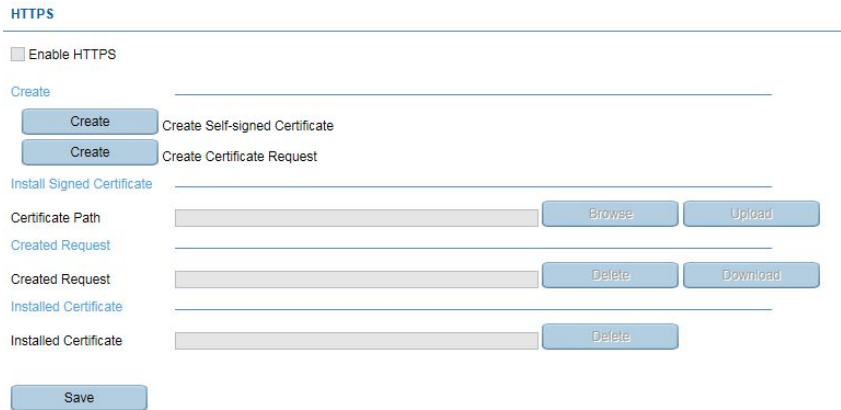 HTTPS
Enable HTTPS
Create
Create Create Self-signed Certificate
Create Create Certificate Request
Install Signed Certificate
Certificate Path Browse Upload
Created Request
Created Request Delete Download
Installed Certificate
Installed Certificate Delete
Save